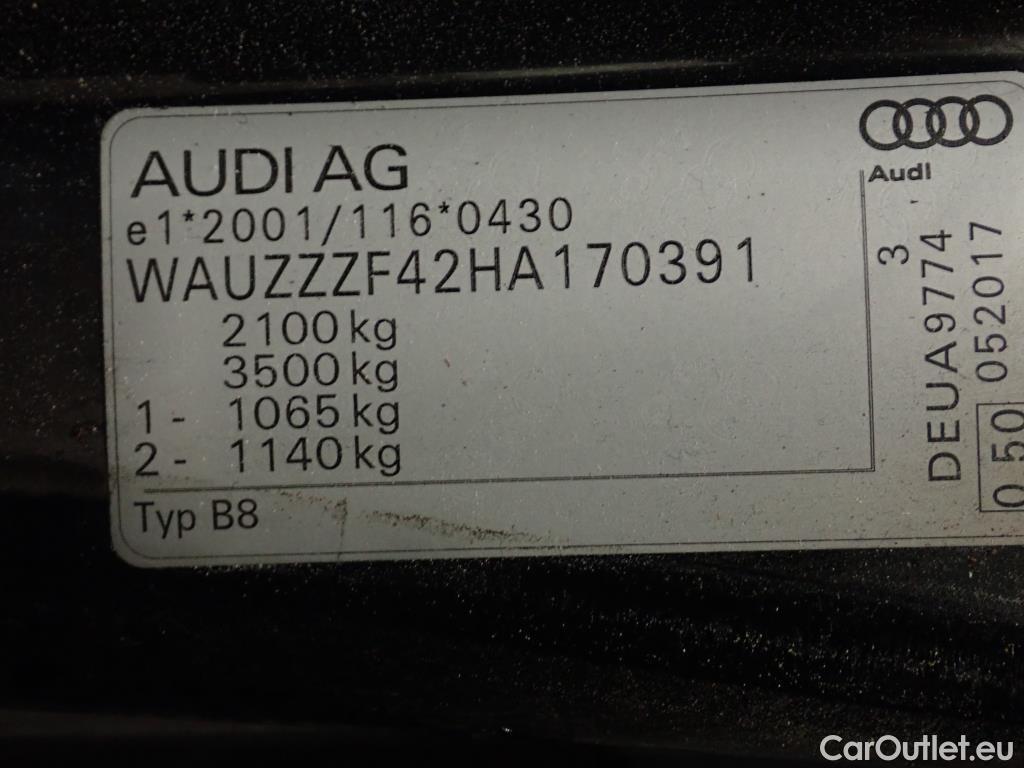 AUDI AG
e1*2001/116*0430
WAUZZZF42HA170391
2100 kg
3500 kg
1 - 1065 kg
2 - 1140 kg
Typ B8
Audi
3
DEUA9774
052017
0 50
CarOutlet.eu